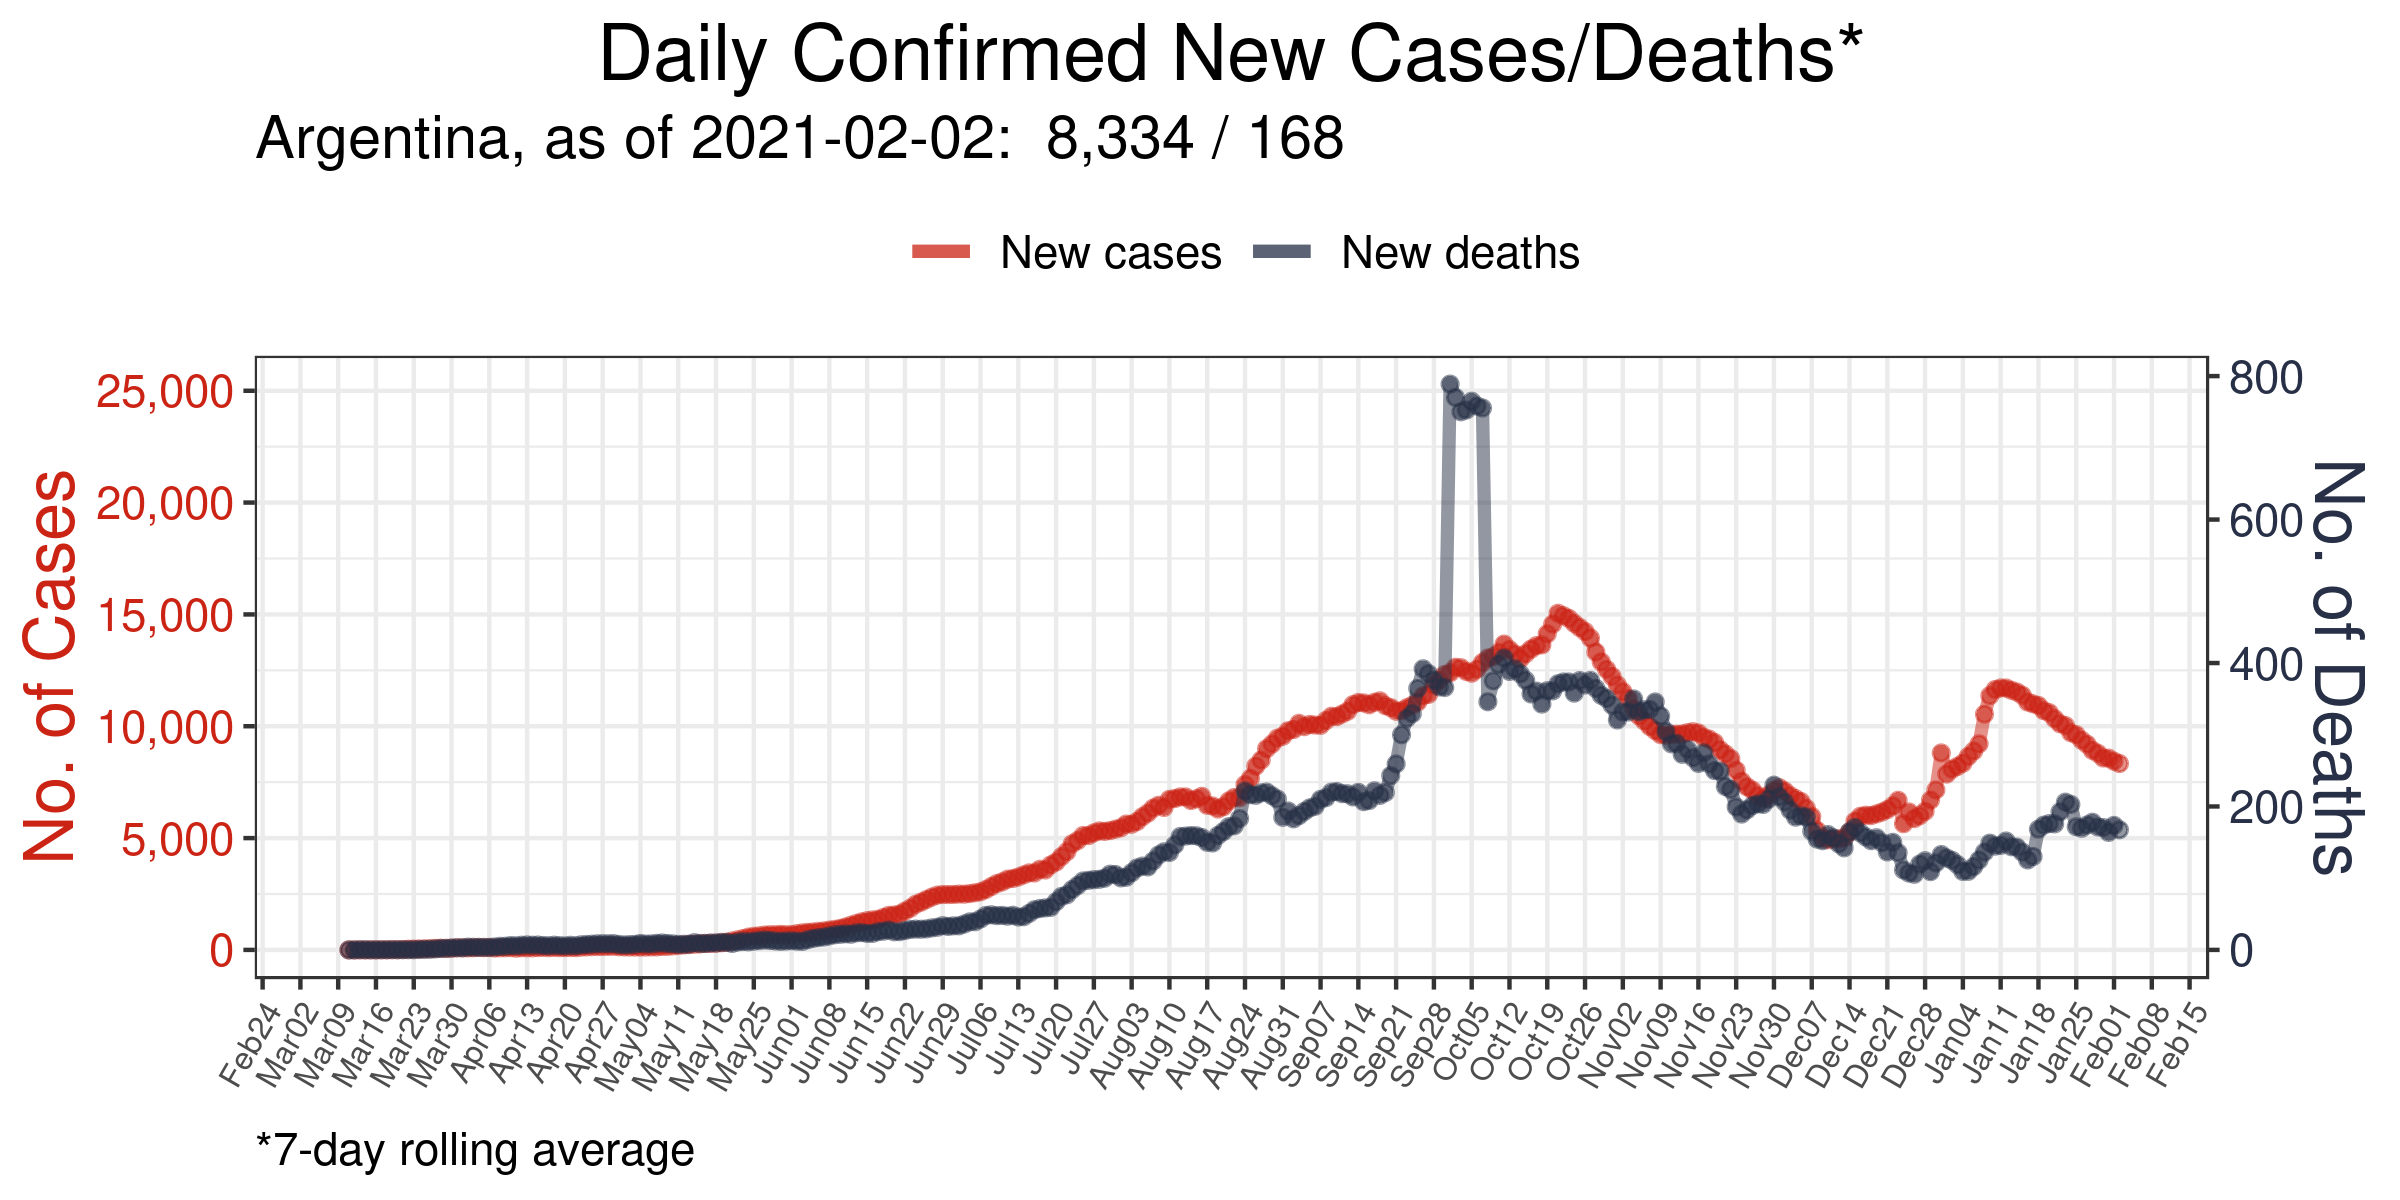 Daily Confirmed New Cases/Deaths*
Argentina, as of 2021-02-02:  8,334 / 168
New cases New deaths
No. of Cases
25,000
20,000
15,000
10,000
5,000
0
800
600
400
200
0
No. of Deaths
Feb24 Mar02 Mar09 Mar16 Mar23 Mar30 Apr06 Apr13 Apr20 Apr27 May04 May11 May18 May25 Jun01 Jun08 Jun15 Jun22 Jun29 Jul06 Jul13 Jul20 Jul27 Aug03 Aug10 Aug17 Aug24 Aug31 Sep07 Sep14 Sep21 Sep28 Oct05 Oct12 Oct19 Oct26 Nov02 Nov09 Nov16 Nov23 Nov30 Dec07 Dec14 Dec21 Dec28 Jan04 Jan11 Jan18 Jan25 Feb01 Feb08 Feb15
*7-day rolling average